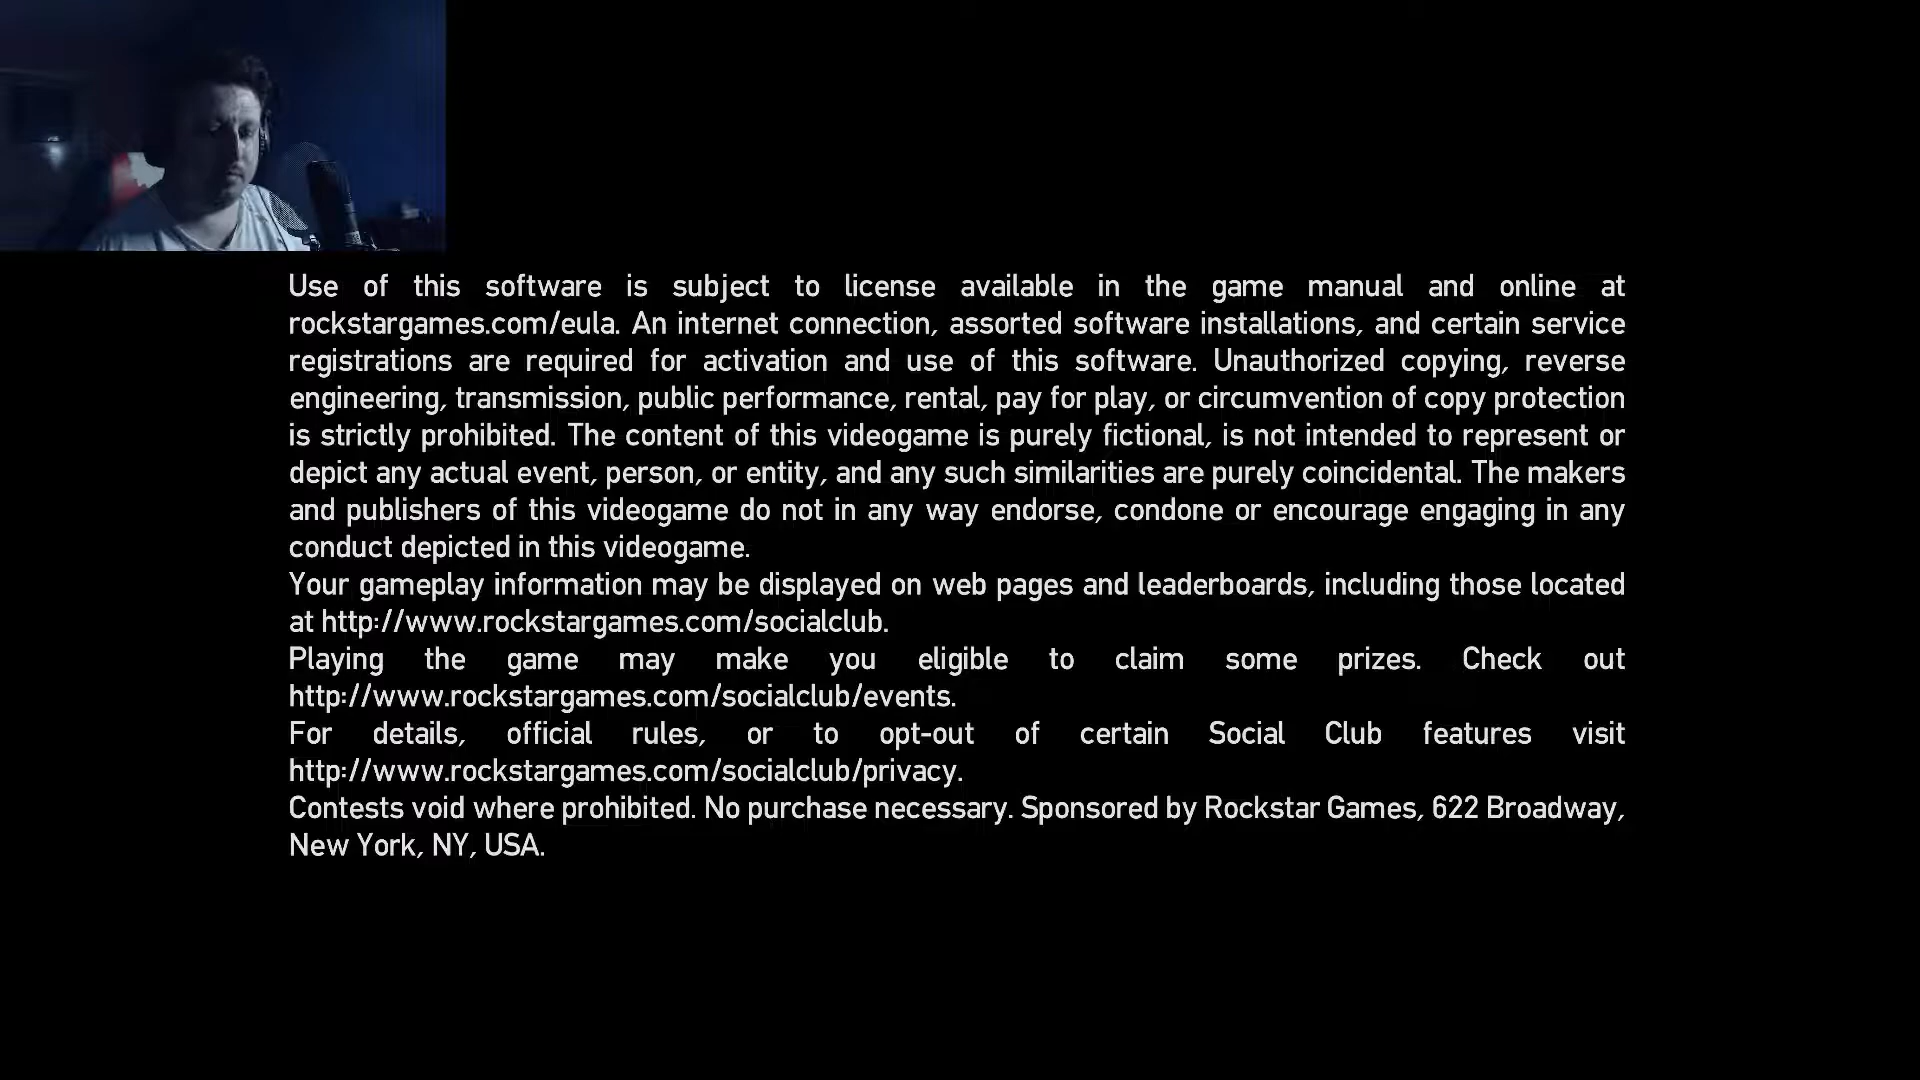 Use of this software is subject to license available in the game manual and online at
rockstargames.com/eula. An internet connection, assorted software installations, and certain service
registrations are required for activation and use of this software. Unauthorized copying, reverse
engineering, transmission, public performance, rental, pay for play, or circumvention of copy protection
is strictly prohibited. The content of this videogame is purely fictional, is not intended to represent or
depict any actual event, person, or entity, and any such similarities are purely coincidental. The makers
and publishers of this videogame do not in any way endorse, condone or encourage engaging in any
conduct depicted in this videogame.
Your gameplay information may be displayed on web pages and leaderboards, including those located
at http://www.rockstargames.com/socialclub.
Playing the game may make you eligible to claim some prizes. Check out
http://www.rockstargames.com/socialclub/events.
For details, official rules, or to opt-out of certain Social Club features visit
http://www.rockstargames.com/socialclub/privacy.
Contests void where prohibited. No purchase necessary. Sponsored by Rockstar Games, 622 Broadway,
New York, NY, USA.